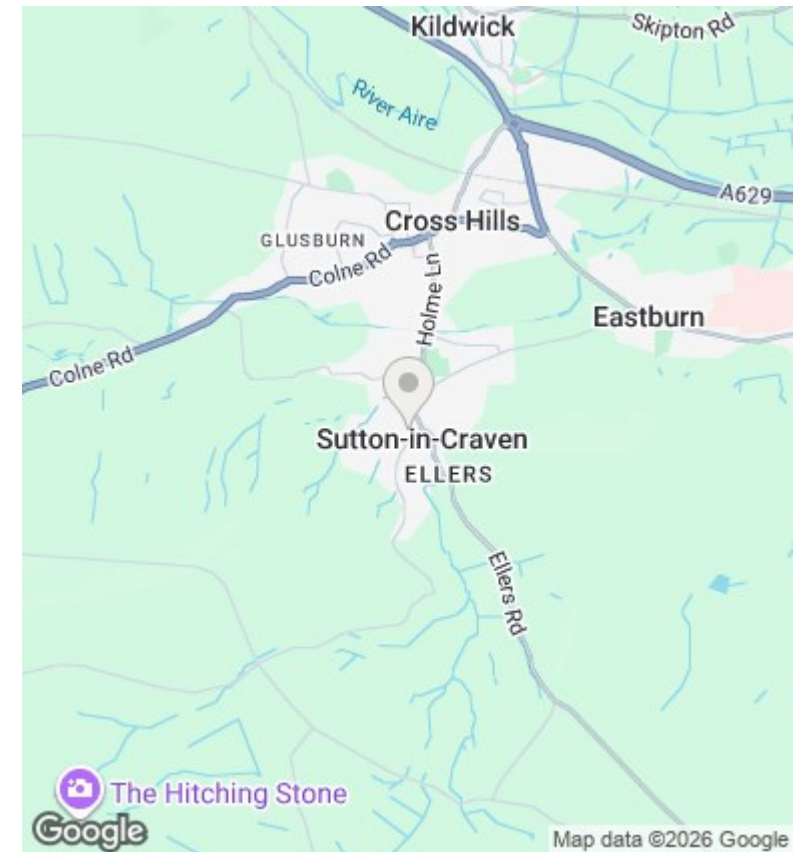 Kildwick
Skipton Rd
River Aire
A629
Cross Hills
GLUSBURN
Colne Rd
Holme Ln
Eastburn
Colne Rd
Sutton-in-Craven
ELLERS
Ellers Rd
The Hitching Stone
Google
Map data ©2026 Google